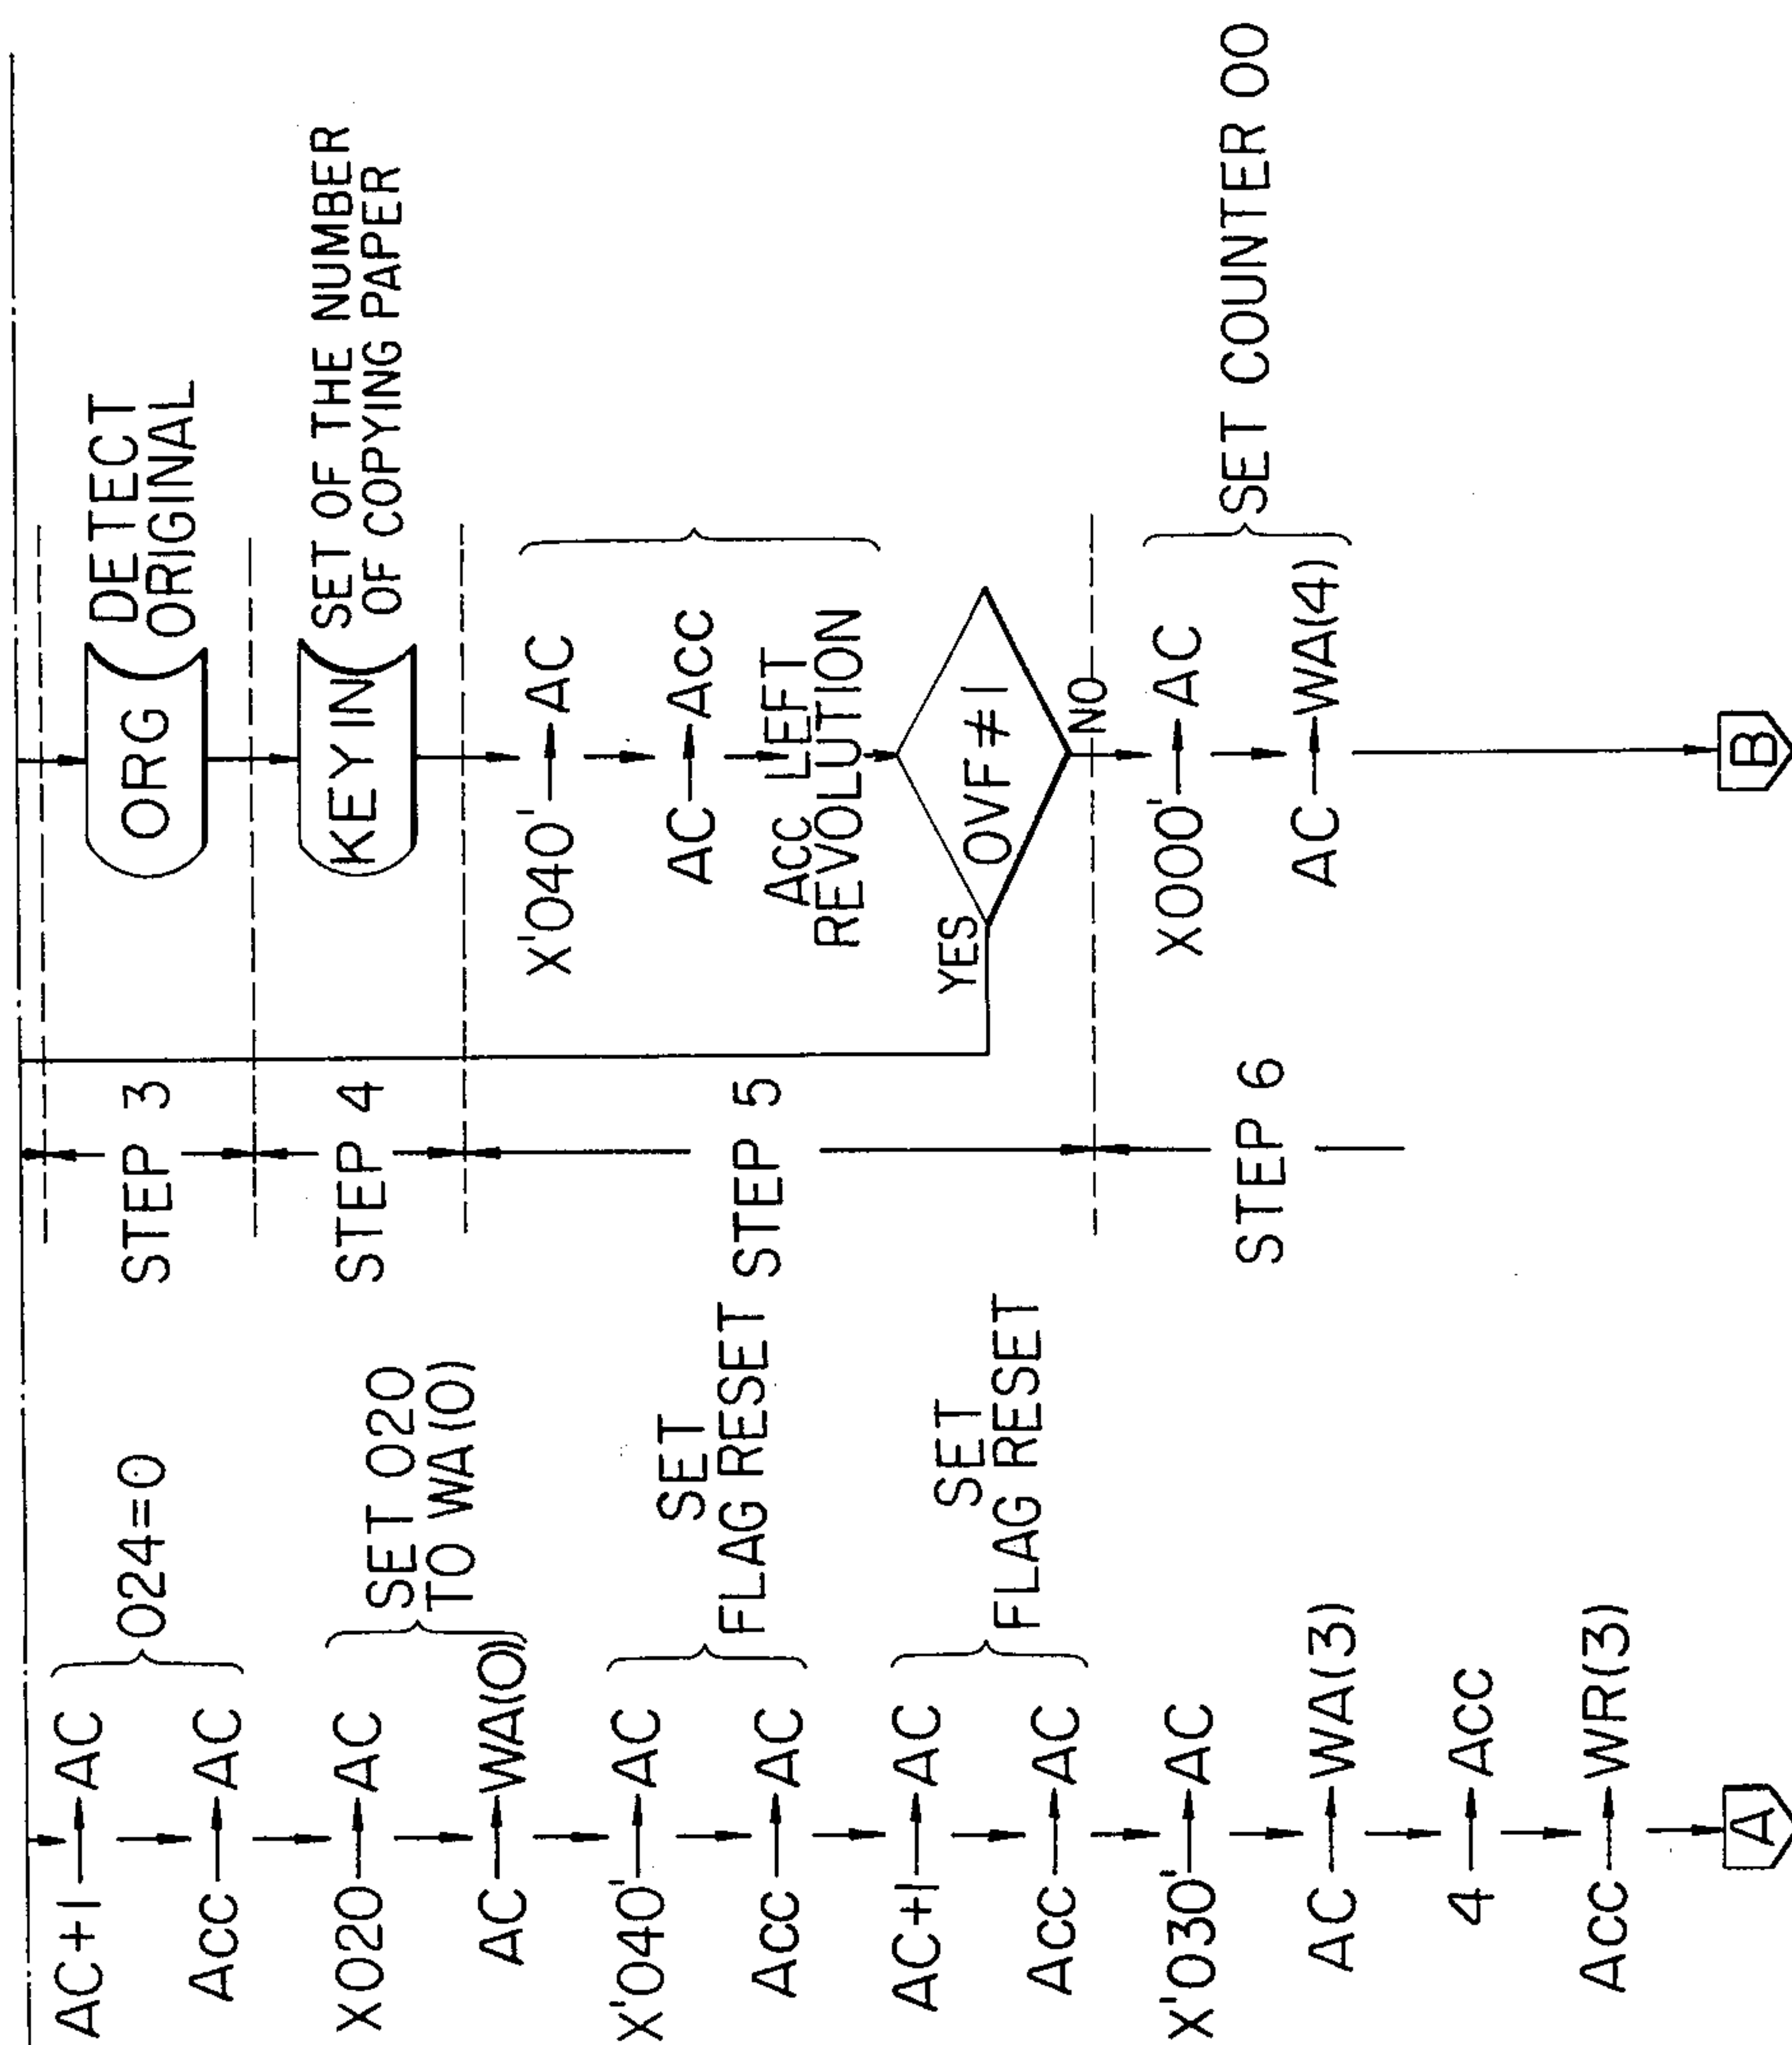 AC+1→AC
024=0
Acc→AC
X020→AC
SET 020
TO WA(0)
AC→WA(0)
X'040'→AC
SET
FLAG RESET
Acc→AC
AC+1→AC
SET
FLAG RESET
Acc→AC
X'030'→AC
AC→WA(3)
4→Acc
Acc→WR(3)
A
STEP 3
STEP 4
STEP 5
STEP 6
ORG
DETECT
ORIGINAL
KEYIN
SET OF THE NUMBER
OF COPYING PAPER
X'040'→AC
AC→Acc
Acc LEFT
REVOLUTION
OVF≠1
YES
NO
X000'→AC
AC→WA(4)
SET COUNTER 00
B